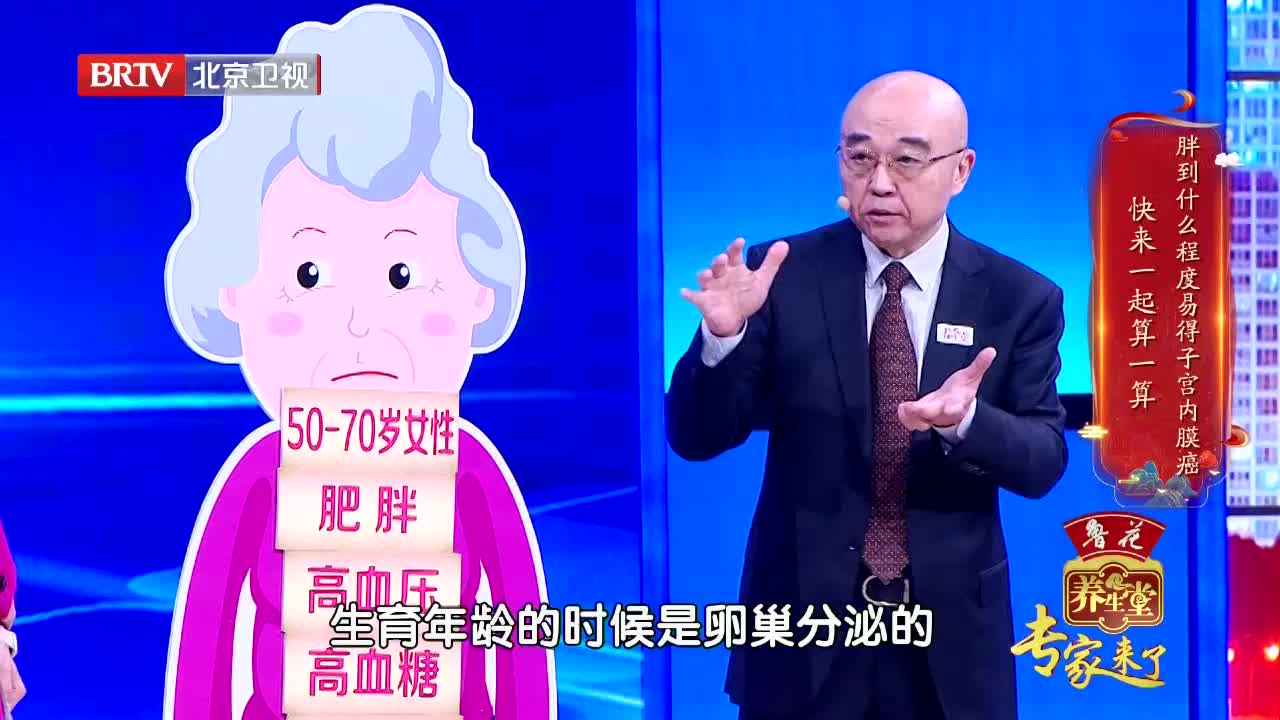 BRTV 北京卫视
50-70岁女性
肥胖
高血压
高血糖
胖到什么程度易得子宫内膜癌
快来一起算一算
鲁花
养生堂
专家来了
生育年龄的时候是卵巢分泌的